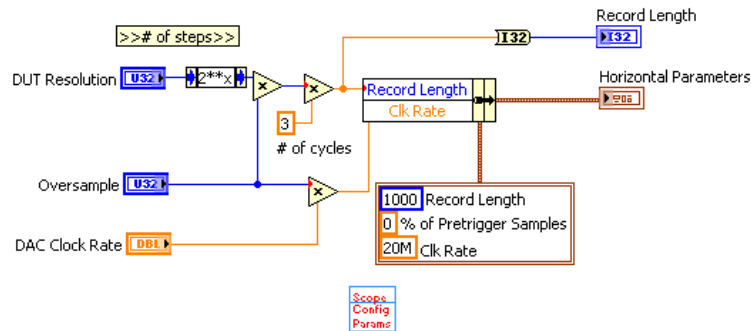 Record Length
>># of steps>>
I32
I32
DUT Resolution
U32
2**x
Horizontal Parameters
Record Length
Clk Rate
3
# of cycles
Oversample
U32
1000 Record Length
0 % of Pretrigger Samples
20M Clk Rate
DAC Clock Rate
DBL
Scope
Config
Params